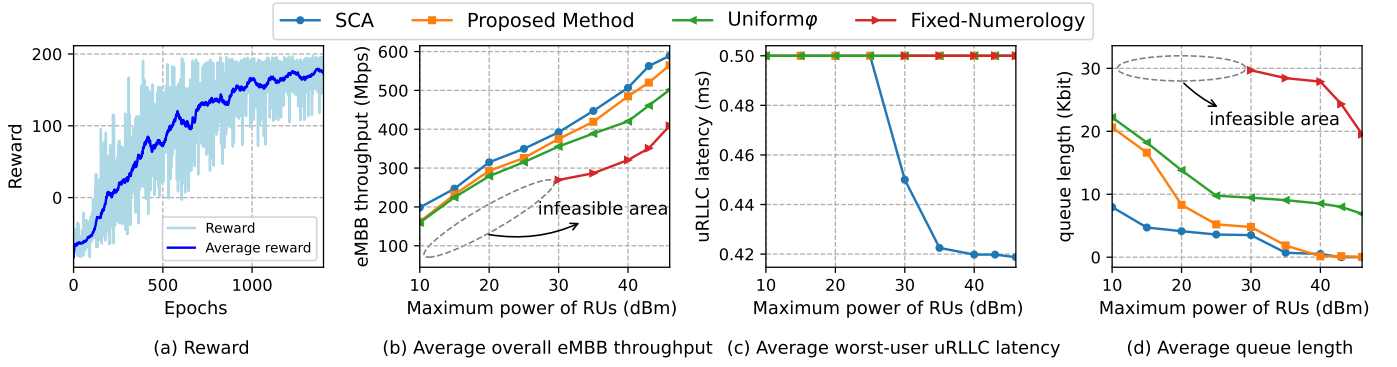 SCA Proposed Method Uniformφ Fixed-Numerology
Reward
200
100
0
0 500 1000
Epochs
Reward
Average reward
(a) Reward
eMBB throughput (Mbps)
600
500
400
300
200
100
10 20 30 40
infeasible area
Maximum power of RUs (dBm)
(b) Average overall eMBB throughput
uRLLC latency (ms)
0.50
0.48
0.46
0.44
0.42
10 20 30 40
Maximum power of RUs (dBm)
(c) Average worst-user uRLLC latency
queue length (Kbit)
30
20
10
0
10 20 30 40
infeasible area
Maximum power of RUs (dBm)
(d) Average queue length